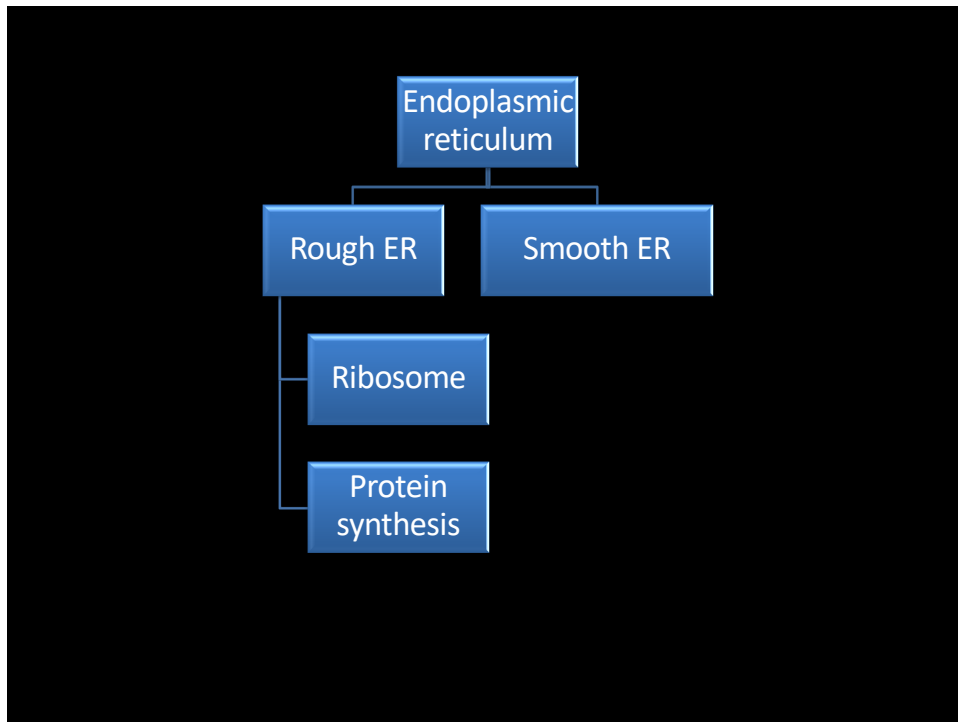 Endoplasmic
reticulum
Rough ER
Smooth ER
Ribosome
Protein
synthesis